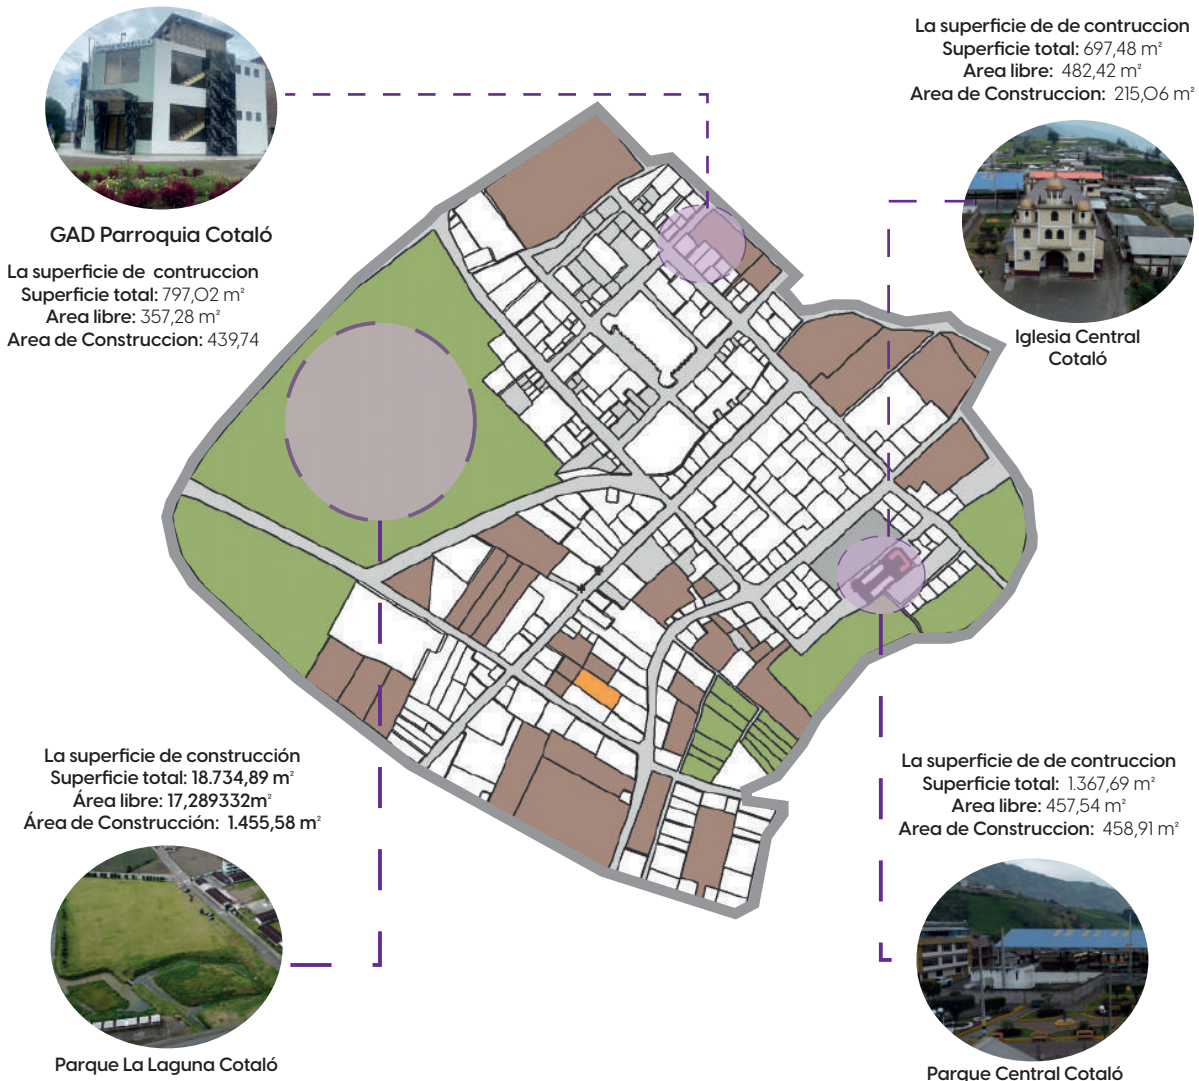 GAD Parroquia Cotaló
La superficie de contruccion
Superficie total: 797,02 m²
Area libre: 357,28 m²
Area de Construccion: 439,74
La superficie de de contruccion
Superficie total: 697,48 m²
Area libre: 482,42 m²
Area de Construccion: 215,06 m²
Iglesia Central
Cotaló
La superficie de construcción
Superficie total: 18.734,89 m²
Área libre: 17,289332m²
Área de Construcción: 1.455,58 m²
Parque La Laguna Cotaló
La superficie de de contruccion
Superficie total: 1.367,69 m²
Area libre: 457,54 m²
Area de Construccion: 458,91 m²
Parque Central Cotaló